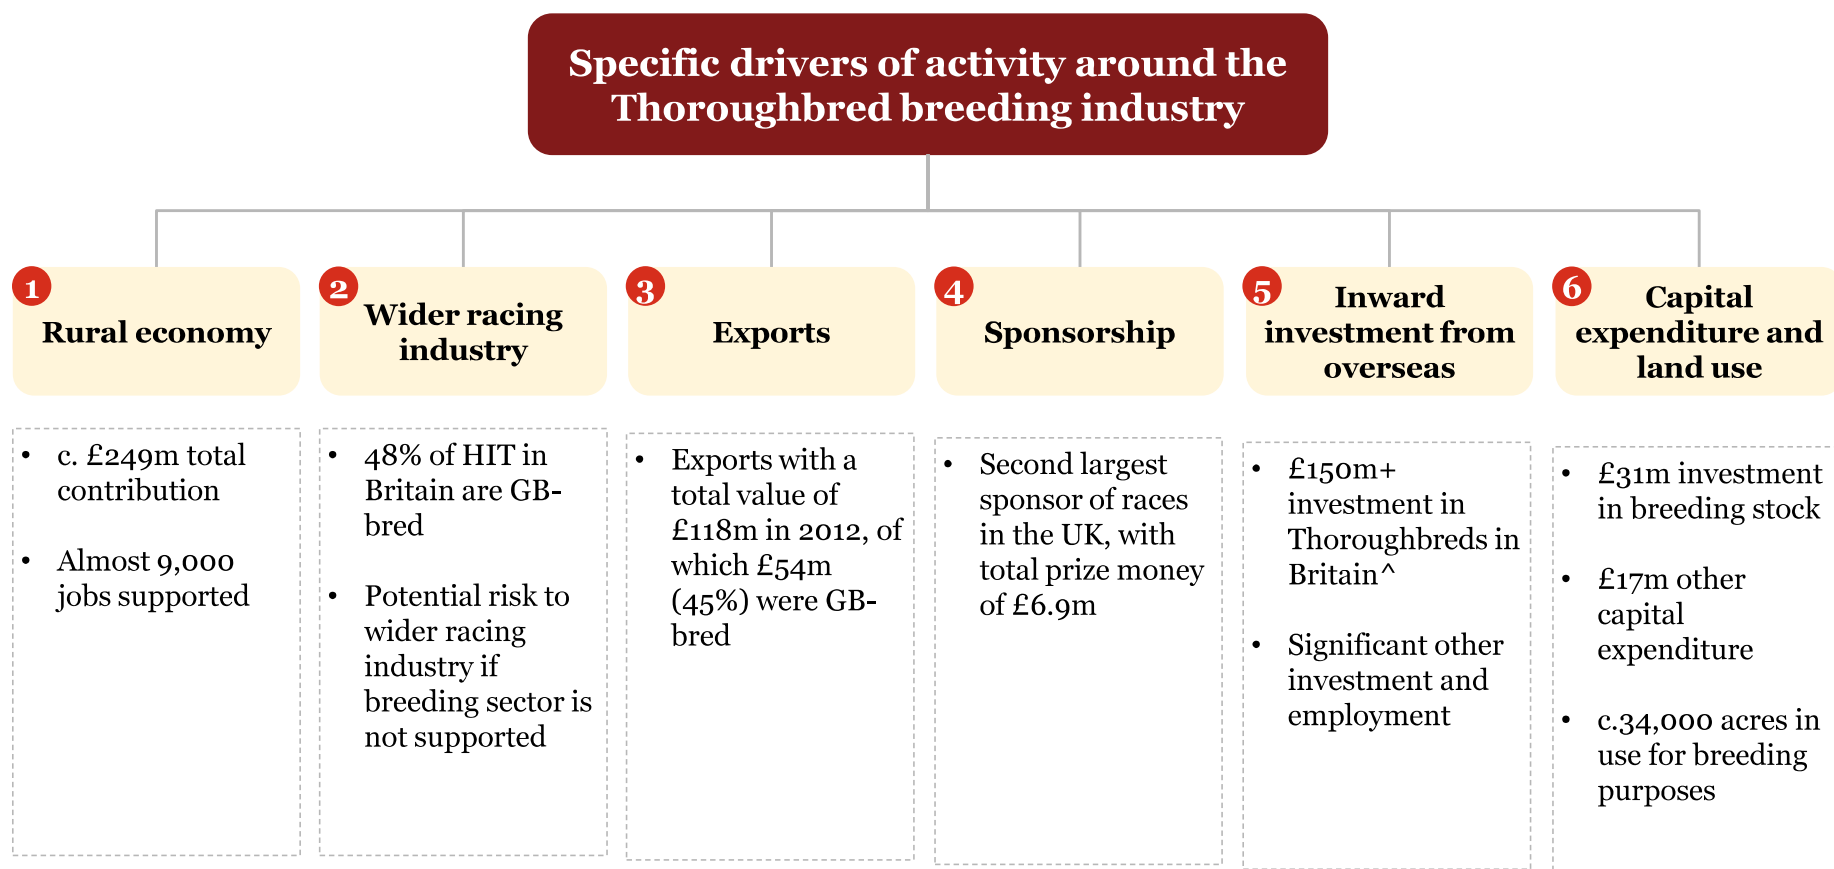 Specific drivers of activity around the
Thoroughbred breeding industry
1
Rural economy
• c. £249m total
contribution
• Almost 9,000
jobs supported
2
Wider racing
industry
• 48% of HIT in
Britain are GB-
bred
• Potential risk to
wider racing
industry if
breeding sector is
not supported
3
Exports
• Exports with a
total value of
£118m in 2012, of
which £54m
(45%) were GB-
bred
4
Sponsorship
• Second largest
sponsor of races
in the UK, with
total prize money
of £6.9m
5
Inward
investment from
overseas
• £150m+
investment in
Thoroughbreds in
Britain^
• Significant other
investment and
employment
6
Capital
expenditure and
land use
• £31m investment
in breeding stock
• £17m other
capital
expenditure
• c.34,000 acres in
use for breeding
purposes